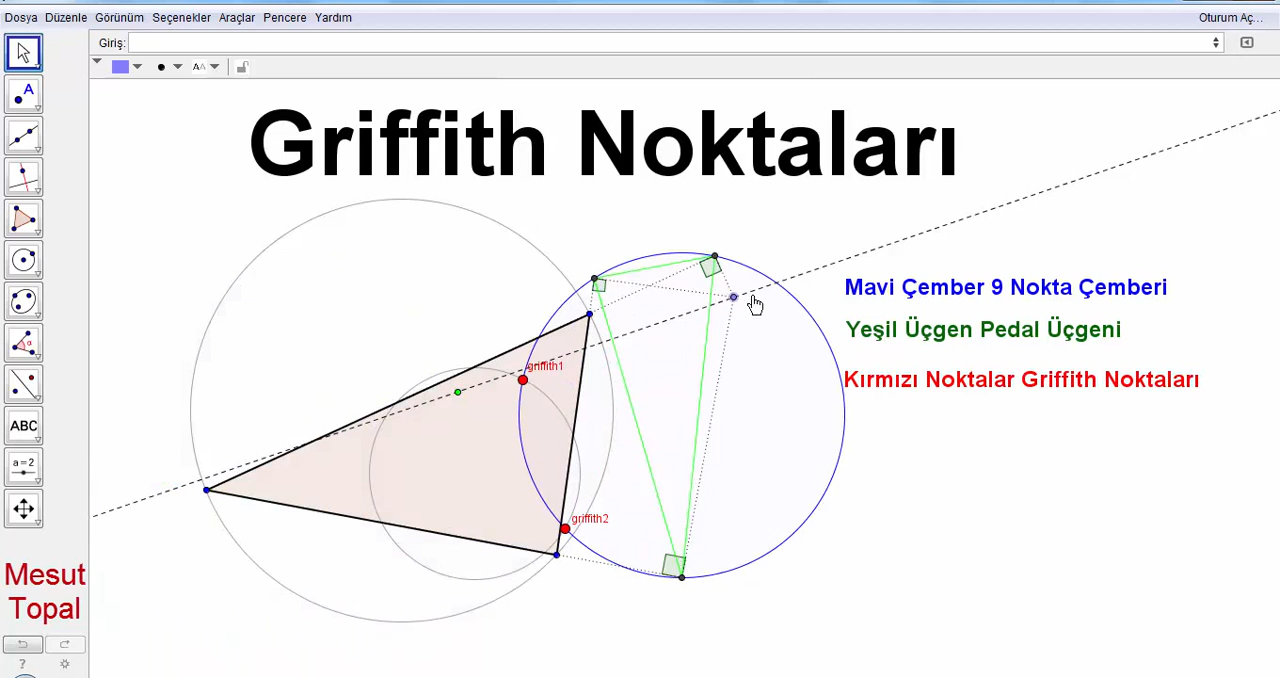 Dosya Düzenle Görünüm Seçenekler Araçlar Pencere Yardım Oturum Aç...
Giriş:
AA
A
Griffith Noktaları
Mavi Çember 9 Nokta Çemberi
Yeşil Üçgen Pedal Üçgeni
griffith1
Kırmızı Noktalar Griffith Noktaları
α
ABC
a=2
griffith2
Mesut
Topal
?